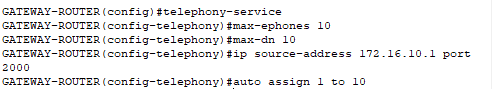 GATEWAY-ROUTER(config)#telephony-service
GATEWAY-ROUTER(config-telephony)#max-ephones 10
GATEWAY-ROUTER(config-telephony)#max-dn 10
GATEWAY-ROUTER(config-telephony)#ip source-address 172.16.10.1 port
2000
GATEWAY-ROUTER(config-telephony)#auto assign 1 to 10